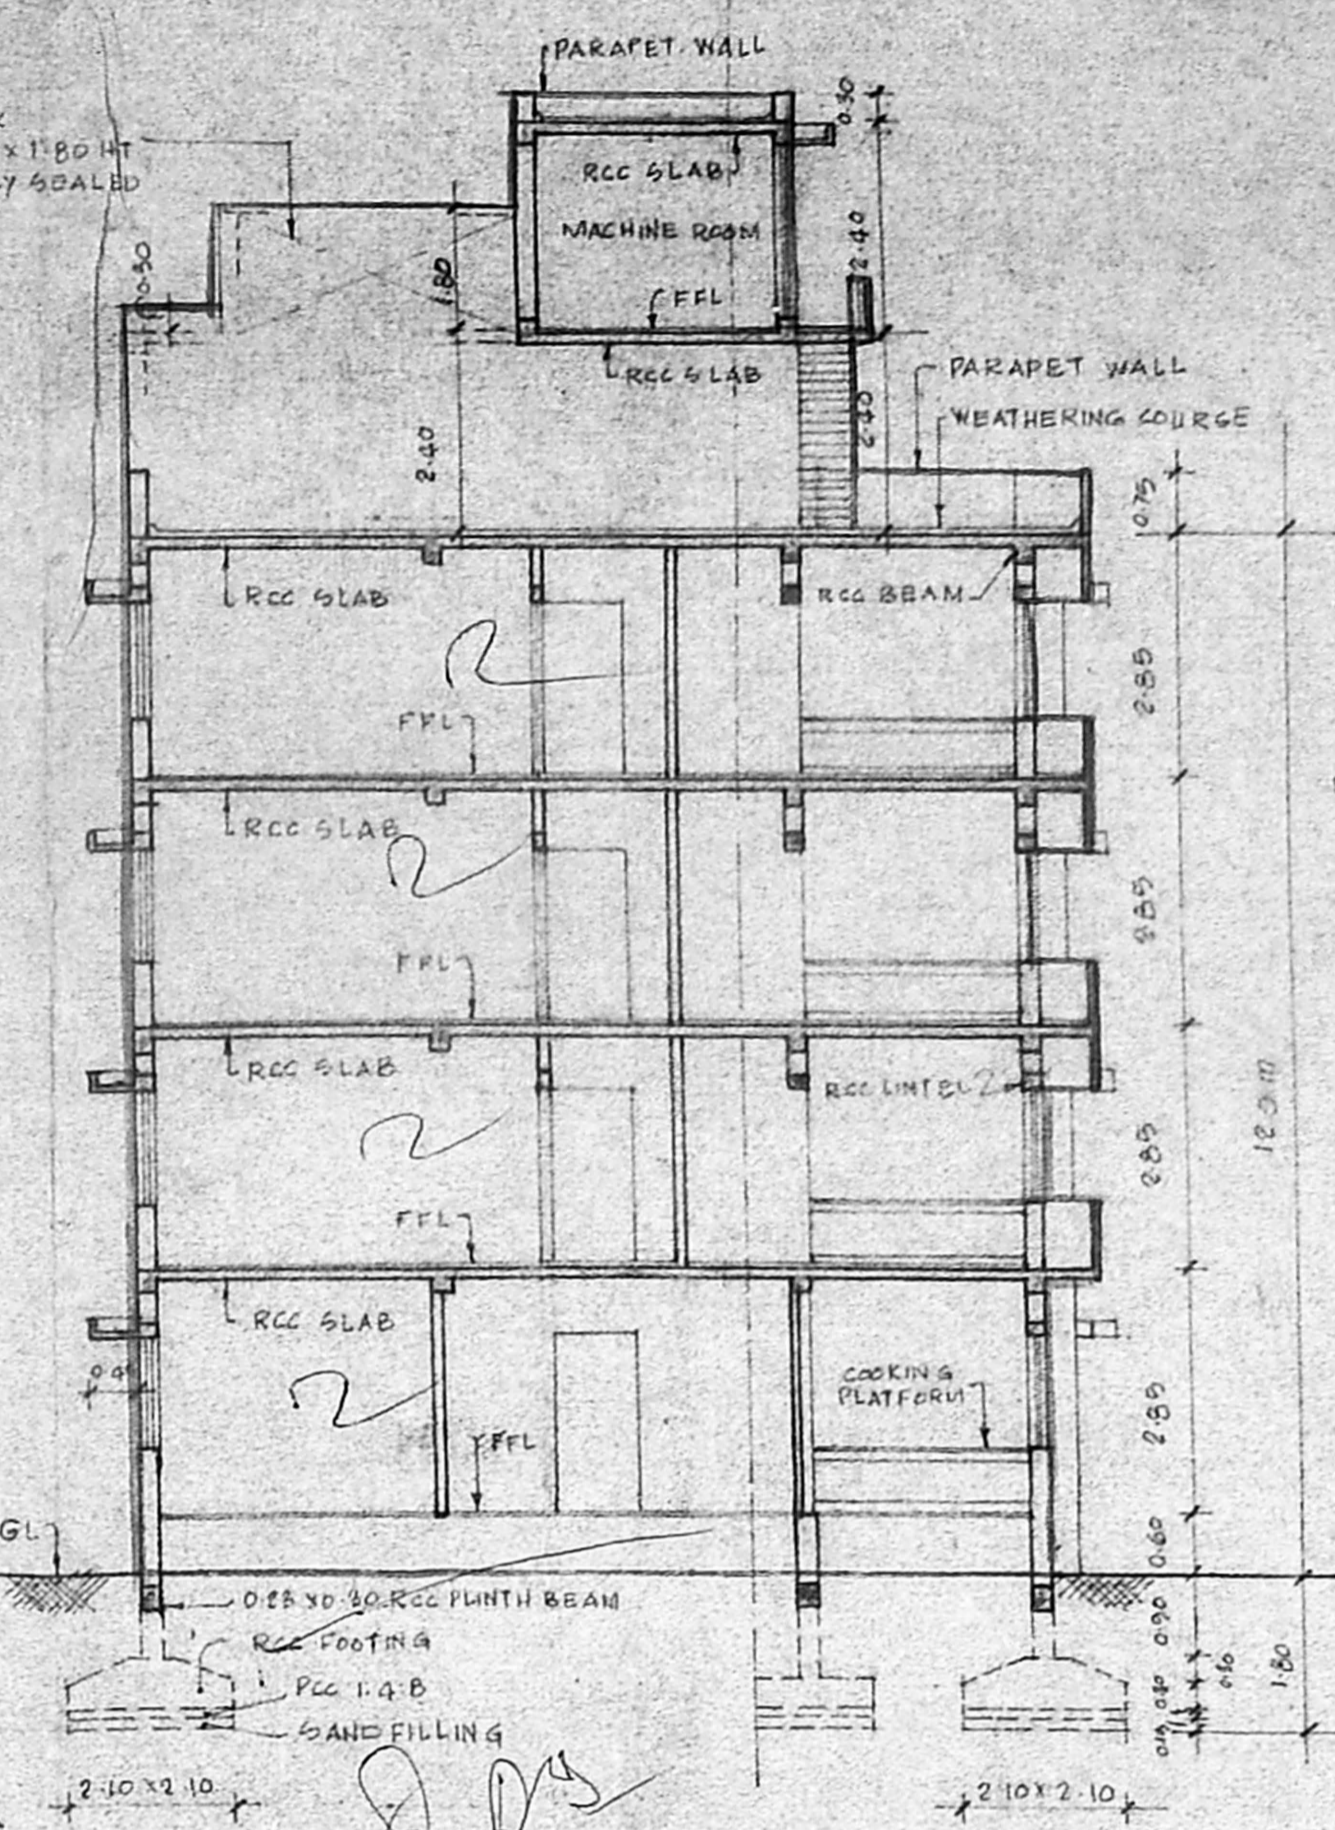 PARAPET WALL
0.30
x 1.80 HT
Y SEALED
RCC SLAB
MACHINE ROOM
2.40
0.30
1.80
FFL
RCC SLAB
PARAPET WALL
WEATHERING COURSE
2.40
2.40
0.75
RCC SLAB
RCC BEAM
2.85
FFL
RCC SLAB
2.85
FFL
RCC SLAB
RCC LINTEL
12.0 m
2.85
FFL
RCC SLAB
COOKING
PLATFORM
2.85
FFL
GL
0.60
0.23 x 0.30 RCC PLINTH BEAM
0.90
RCC FOOTING
1.80
PCC 1:4:8
SAND FILLING
2.10 x 2.10
2.10 x 2.10